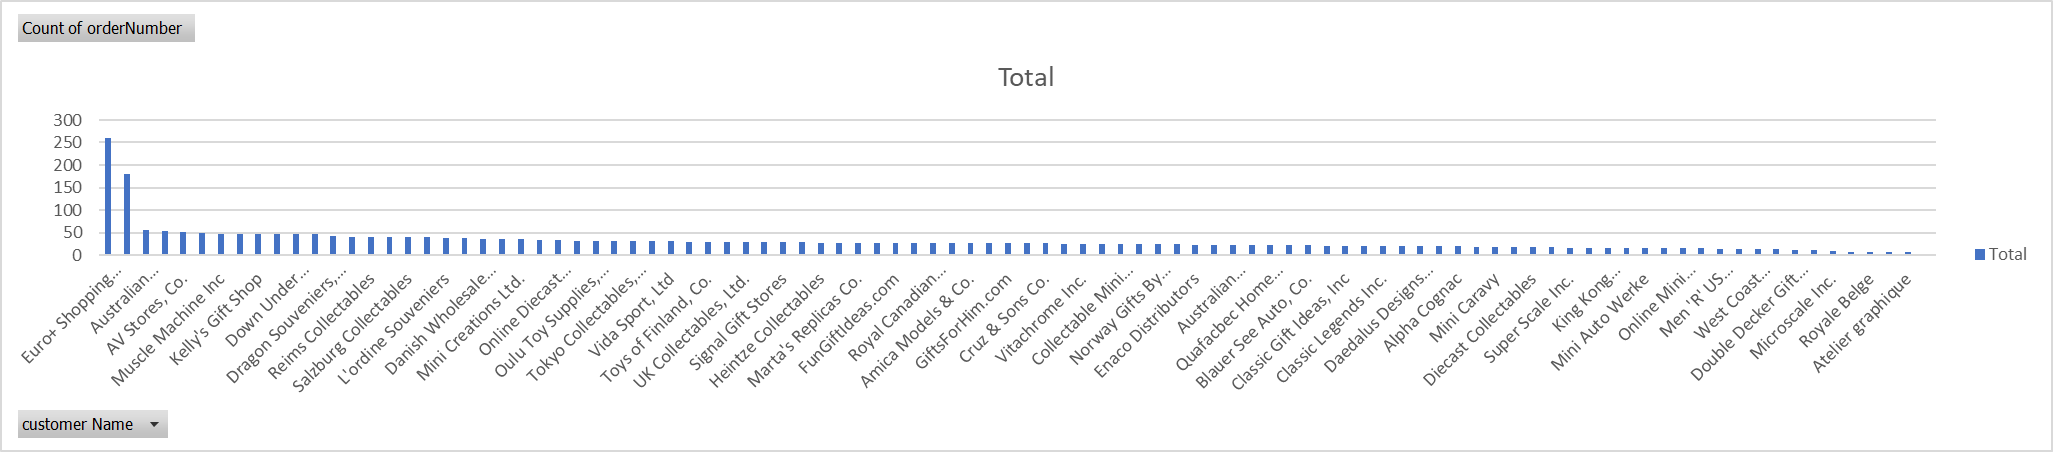 Count of orderNumber
Total
300
250
200
150
100
50
0
Euro+ Shopping...
Australian...
AV Stores, Co.
Muscle Machine Inc
Kelly's Gift Shop
Down Under...
Dragon Souveniers,...
Reims Collectables
Salzburg Collectables
L'ordine Souveniers
Danish Wholesale...
Mini Creations Ltd.
Online Diecast...
Oulu Toy Supplies,...
Tokyo Collectables,...
Vida Sport, Ltd
Toys of Finland, Co.
UK Collectables, Ltd.
Signal Gift Stores
Heintze Collectables
Marta's Replicas Co.
FunGiftIdeas.com
Royal Canadian...
Amica Models & Co.
GiftsForHim.com
Cruz & Sons Co.
Vitachrome Inc.
Collectable Mini...
Norway Gifts By...
Enaco Distributors
Australian...
Quafacbec Home...
Blauer See Auto, Co.
Classic Gift Ideas, Inc
Classic Legends Inc.
Daedalus Designs...
Alpha Cognac
Mini Caravy
Diecast Collectables
Super Scale Inc.
King Kong...
Mini Auto Werke
Online Mini...
Men 'R' US...
West Coast...
Double Decker Gift...
Microscale Inc.
Royale Belge
Atelier graphique
Total
customer Name